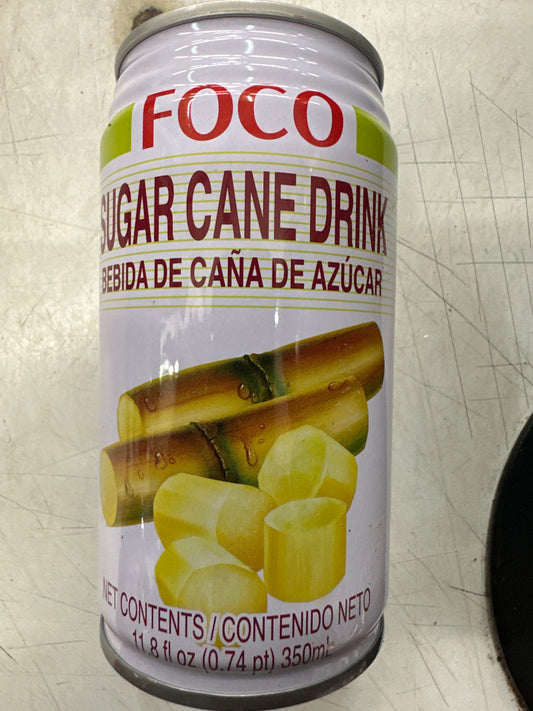 FOCO
SUGAR CANE DRINK
BEBIDA DE CAÑA DE AZÚCAR
NET CONTENTS / CONTENIDO NETO
11.8 fl oz (0.74 pt) 350mL